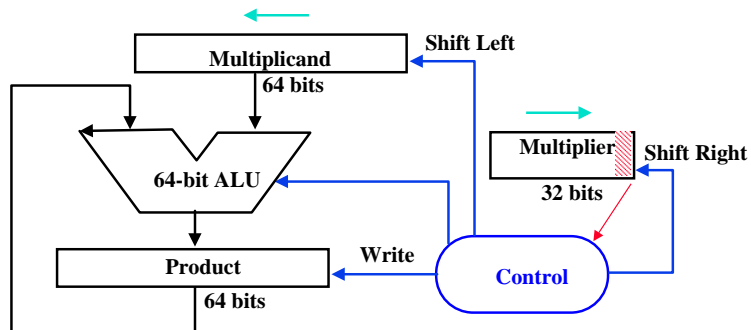 Shift Left
Multiplicand
64 bits
Multiplier
Shift Right
64-bit ALU
32 bits
Write
Product
Control
64 bits